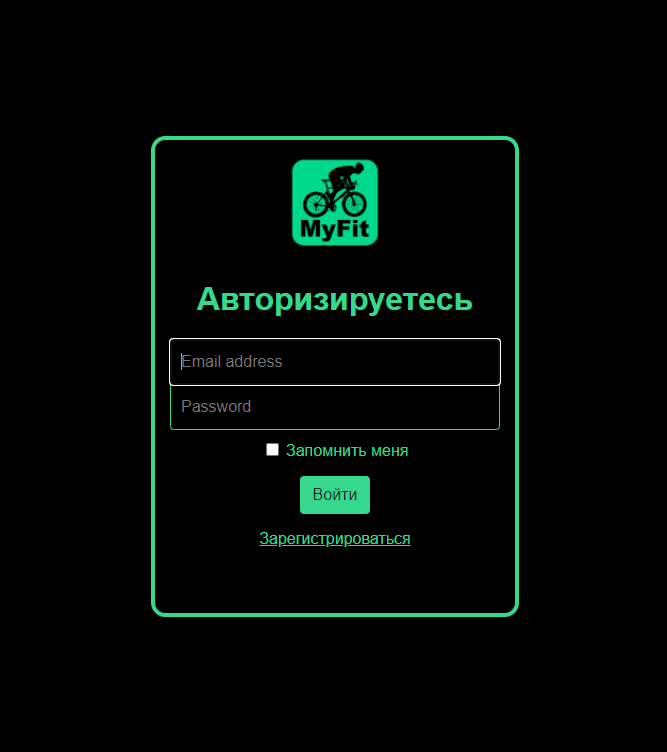 MyFit
Авторизируетесь
Email address
Password
Запомнить меня
Войти
Зарегистрироваться